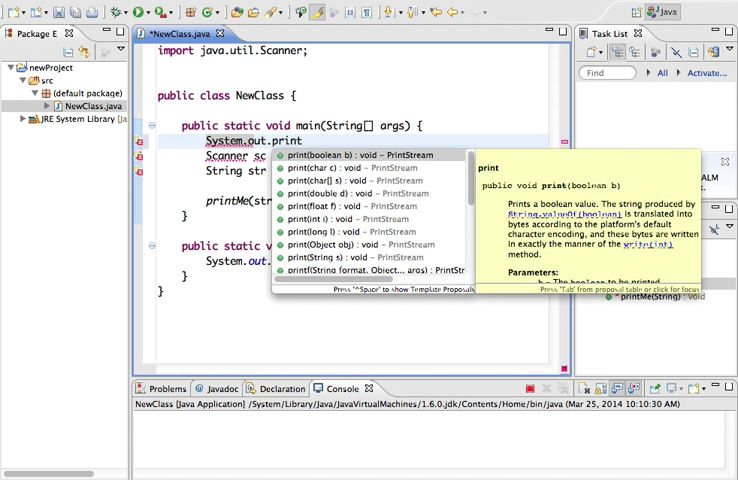 Java
Package E
*NewClass.java
Task List
newProject
src
(default package)
NewClass.java
JRE System Library
import java.util.Scanner;
public class NewClass {
public static void main(String[] args) {
System.out.print
Scanner sc
String str
printMe(str
}
public static v
System.out.
}
}
print(boolean b) : void - PrintStream
print(char c) : void - PrintStream
print(char[] s) : void - PrintStream
print(double d) : void - PrintStream
print(float f) : void - PrintStream
print(int i) : void - PrintStream
print(long l) : void - PrintStream
print(Object obj) : void - PrintStream
print(String s) : void - PrintStream
printf(String format, Object... args) : PrintStr
Press '^Space' to show Template Proposals
print
public void print(boolean b)
Prints a boolean value. The string produced by
String.valueOf(boolean) is translated into
bytes according to the platform's default
character encoding, and these bytes are written
in exactly the manner of the write(int)
method.
Parameters:
b - The boolean to be printed
Press 'Tab' from proposal table or click for focus
Find
All
Activate...
ALM
printMe(String) : void
Problems
Javadoc
Declaration
Console
NewClass [Java Application] /System/Library/Java/JavaVirtualMachines/1.6.0.jdk/Contents/Home/bin/java (Mar 25, 2014 10:10:30 AM)